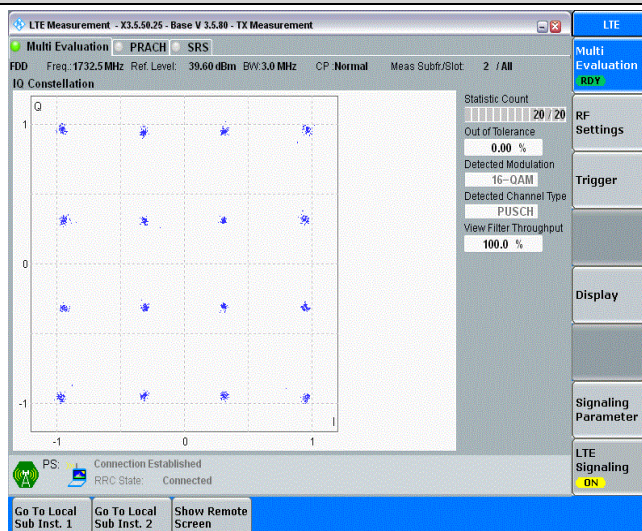 LTE Measurement - X3.5.50.25 - Base V 3.5.80 - TX Measurement
LTE
Multi Evaluation PRACH SRS
FDD Freq.:1732.5 MHz Ref. Level: 39.60 dBm BW:3.0 MHz CP :Normal Meas Subfr./Slot: 2 / All
IQ Constellation
Q
1
0
-1
-1 0 1
I
Statistic Count
20 / 20
Out of Tolerance
0.00 %
Detected Modulation
16-QAM
Detected Channel Type
PUSCH
View Filter Throughput
100.0 %
Multi
Evaluation
RDY
RF
Settings
Trigger
Display
Signaling
Parameter
LTE
Signaling
ON
PS: Connection Established
RRC State: Connected
Go To Local
Sub Inst. 1
Go To Local
Sub Inst. 2
Show Remote
Screen